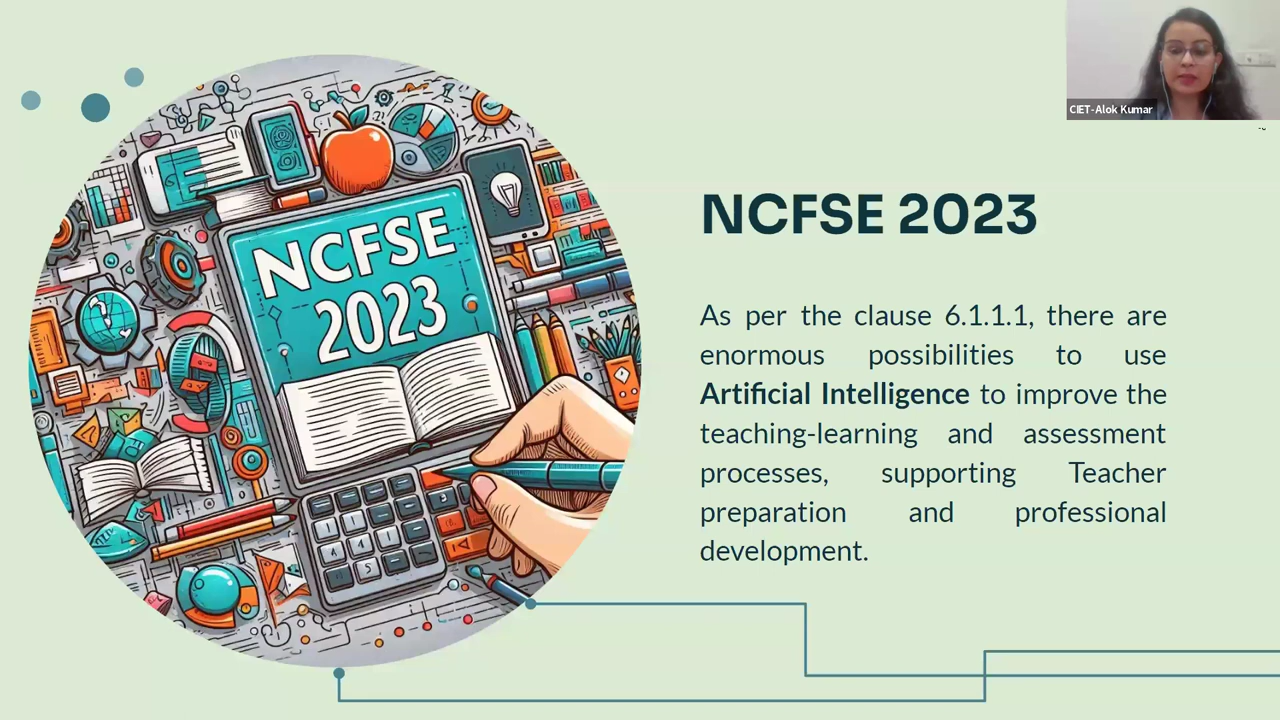 CIET-Alok Kumar
NCFSE
2023
NCFSE 2023
As per the clause 6.1.1.1, there are
enormous possibilities to use
Artificial Intelligence to improve the
teaching-learning and assessment
processes, supporting Teacher
preparation and professional
development.